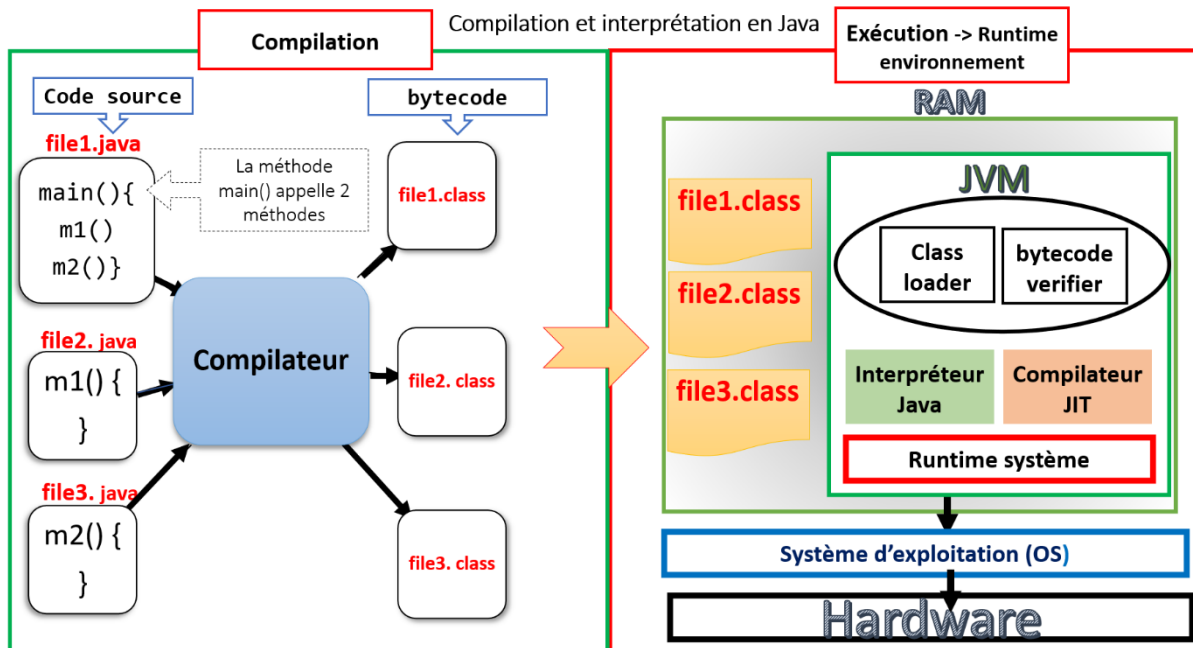 Compilation et interprétation en Java
Compilation
Code source
bytecode
file1.java
main(){
m1()
m2()}
La méthode
main() appelle 2
méthodes
file1.class
file2. java
m1() {
}
Compilateur
file2. class
file3. java
m2() {
}
file3. class
Exécution -> Runtime
environnement
RAM
file1.class
file2.class
file3.class
JVM
Class
loader
bytecode
verifier
Interpréteur
Java
Compilateur
JIT
Runtime système
Système d’exploitation (OS)
Hardware